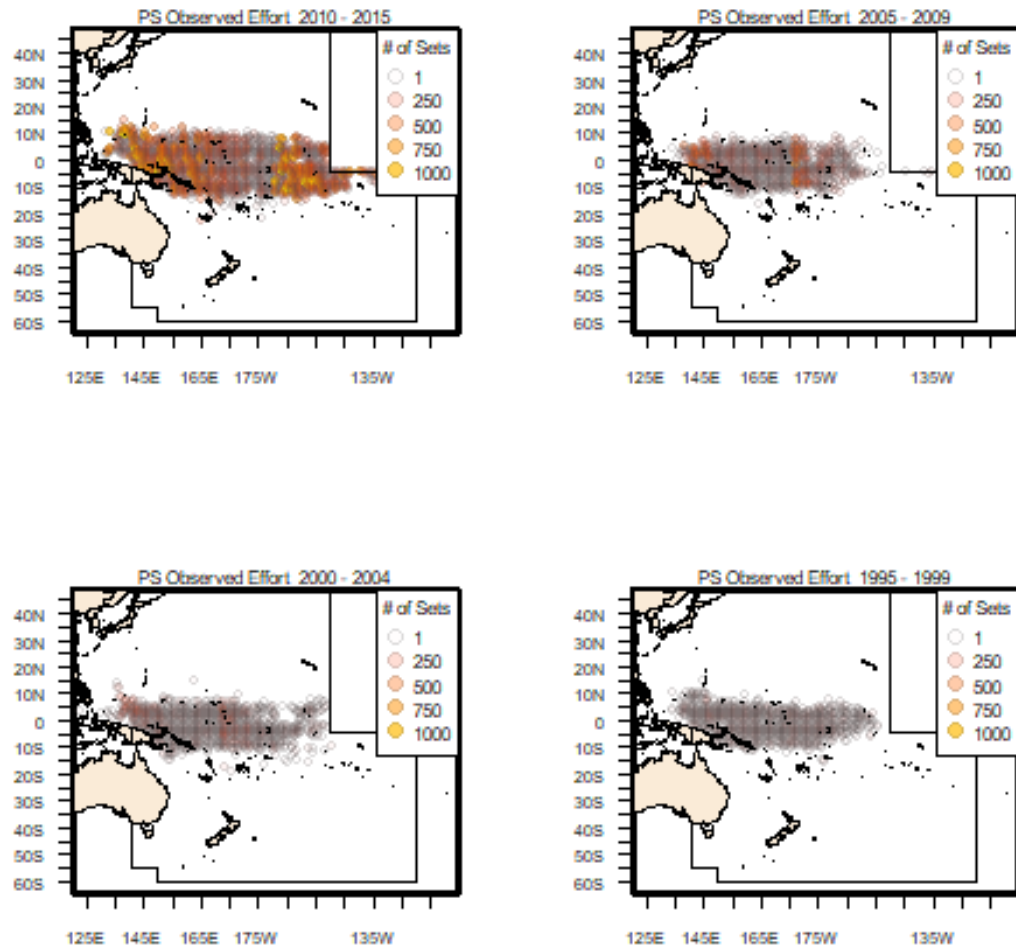 PS Observed Effort 2010 - 2015
# of Sets
1
250
500
750
1000
40N
30N
20N
10N
0
10S
20S
30S
40S
50S
60S
125E 145E 165E 175W 135W
PS Observed Effort 2005 - 2009
# of Sets
1
250
500
750
1000
40N
30N
20N
10N
0
10S
20S
30S
40S
50S
60S
125E 145E 165E 175W 135W
PS Observed Effort 2000 - 2004
# of Sets
1
250
500
750
1000
40N
30N
20N
10N
0
10S
20S
30S
40S
50S
60S
125E 145E 165E 175W 135W
PS Observed Effort 1995 - 1999
# of Sets
1
250
500
750
1000
40N
30N
20N
10N
0
10S
20S
30S
40S
50S
60S
125E 145E 165E 175W 135W